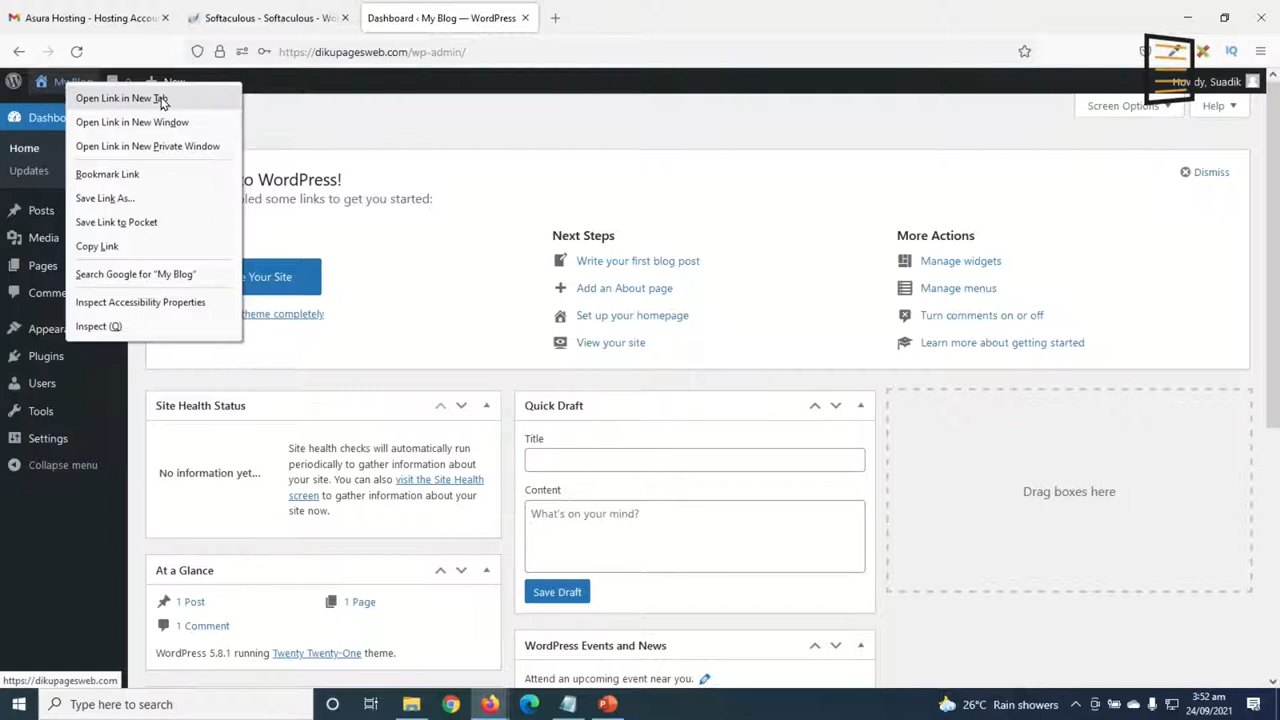 Asura Hosting - Hosting Accou
Softaculous - Softaculous - Wo
Dashboard ‹ My Blog — WordPress
https://dikupagesweb.com/wp-admin/
IQ
My Blog
0
New
Howdy, Suadik
Open Link in New Tab
Open Link in New Window
Open Link in New Private Window
Bookmark Link
Save Link As...
Save Link to Pocket
Copy Link
Search Google for "My Blog"
Inspect Accessibility Properties
Inspect (Q)
Dashbo
Home
Updates
Posts
Media
Pages
Comme
Appeara
Plugins
Users
Tools
Settings
Collapse menu
Screen Options
Help
to WordPress!
bled some links to get you started:
Dismiss
e Your Site
theme completely
Next Steps
Write your first blog post
Add an About page
Set up your homepage
View your site
More Actions
Manage widgets
Manage menus
Turn comments on or off
Learn more about getting started
Site Health Status
No information yet...
Site health checks will automatically run
periodically to gather information about
your site. You can also visit the Site Health
screen to gather information about your
site now.
At a Glance
1 Post
1 Page
1 Comment
WordPress 5.8.1 running Twenty Twenty-One theme.
Quick Draft
Title
Content
What's on your mind?
Save Draft
WordPress Events and News
Attend an upcoming event near you.
Drag boxes here
https://dikupagesweb.com
Type here to search
26°C Rain showers
3:52 am
24/09/2021